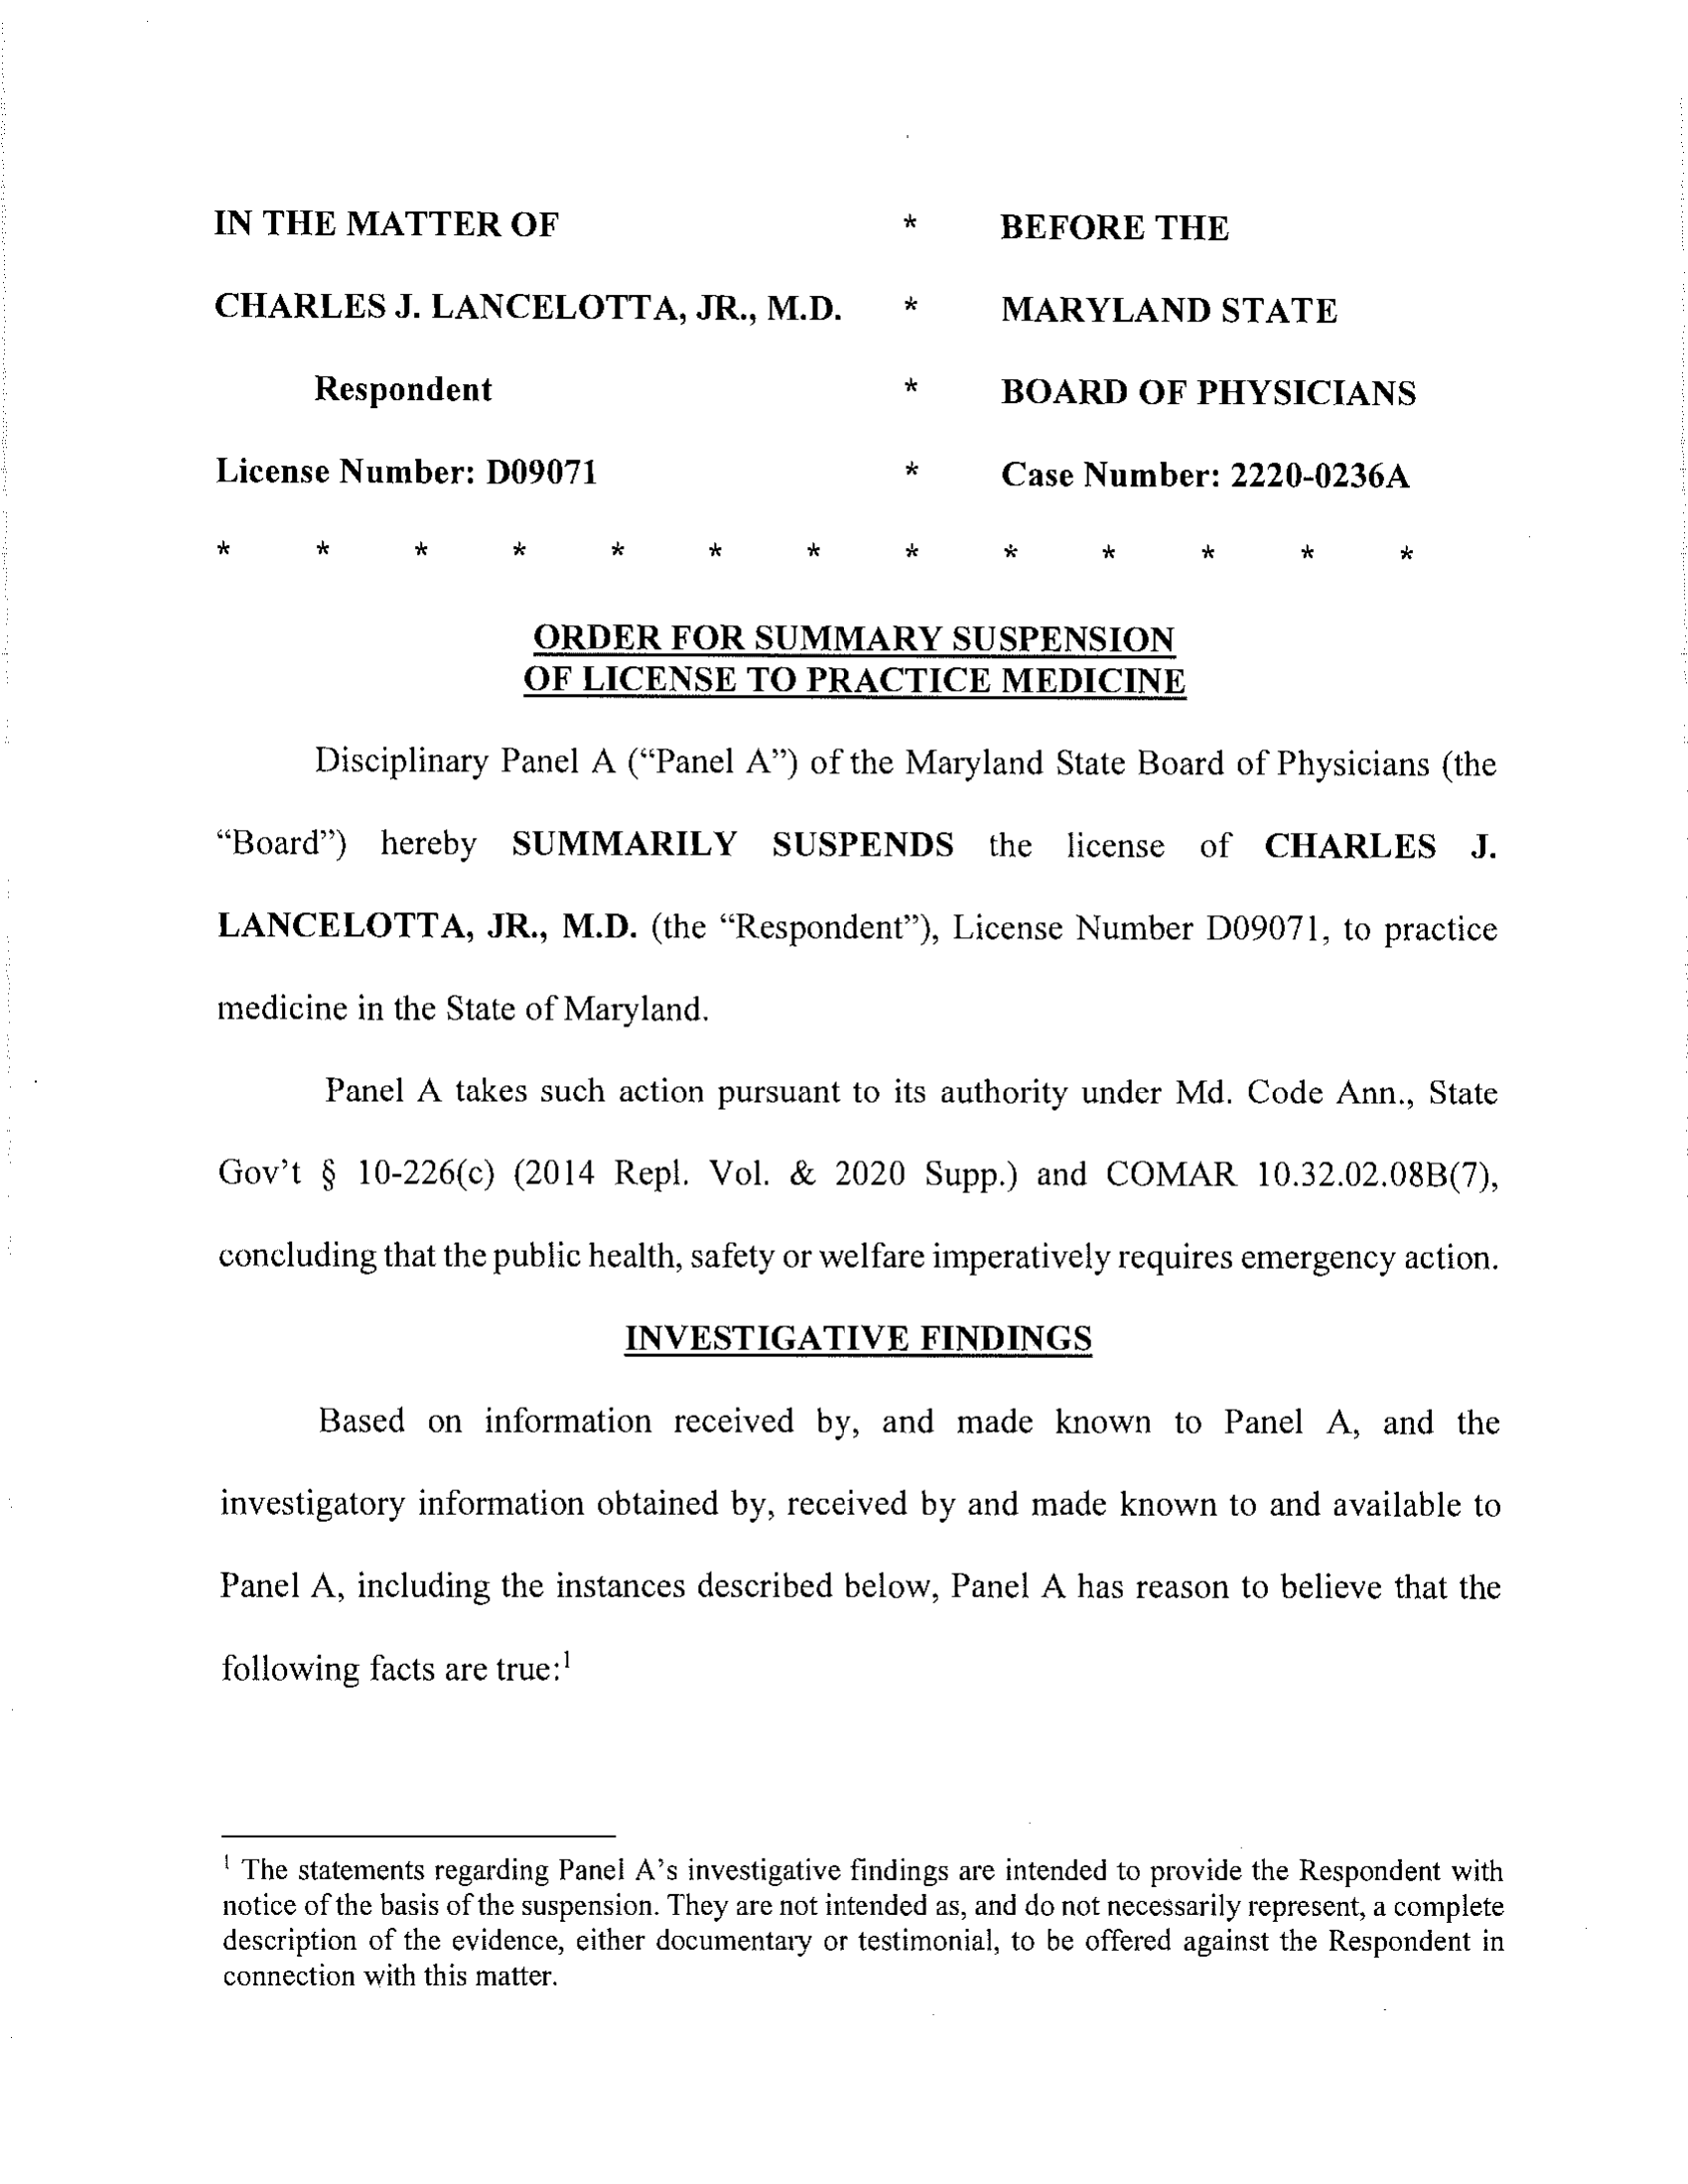 IN THE MATTER OF * BEFORE THE
CHARLES J. LANCELOTTA, JR., M.D. * MARYLAND STATE
Respondent * BOARD OF PHYSICIANS
License Number: D09071 * Case Number: 2220-0236A
* * * * * * * * * * * * *
ORDER FOR SUMMARY SUSPENSION
OF LICENSE TO PRACTICE MEDICINE
Disciplinary Panel A (“Panel A”) of the Maryland State Board of Physicians (the
“Board”) hereby SUMMARILY SUSPENDS the license of CHARLES J.
LANCELOTTA, JR., M.D. (the “Respondent”), License Number D09071, to practice
medicine in the State of Maryland.
Panel A takes such action pursuant to its authority under Md. Code Ann., State
Gov’t § 10-226(c) (2014 Repl. Vol. & 2020 Supp.) and COMAR 10.32.02.08B(7),
concluding that the public health, safety or welfare imperatively requires emergency action.
INVESTIGATIVE FINDINGS
Based on information received by, and made known to Panel A, and the
investigatory information obtained by, received by and made known to and available to
Panel A, including the instances described below, Panel A has reason to believe that the
following facts are true:¹
¹ The statements regarding Panel A’s investigative findings are intended to provide the Respondent with
notice of the basis of the suspension. They are not intended as, and do not necessarily represent, a complete
description of the evidence, either documentary or testimonial, to be offered against the Respondent in
connection with this matter.